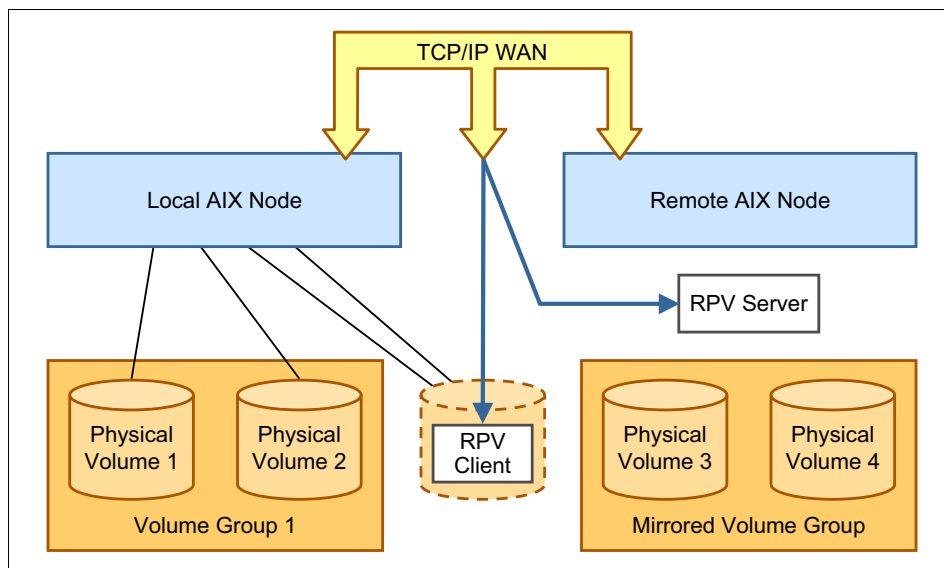 TCP/IP WAN
Local AIX Node
Remote AIX Node
RPV Server
Physical
Volume 1
Physical
Volume 2
RPV
Client
Physical
Volume 3
Physical
Volume 4
Volume Group 1
Mirrored Volume Group